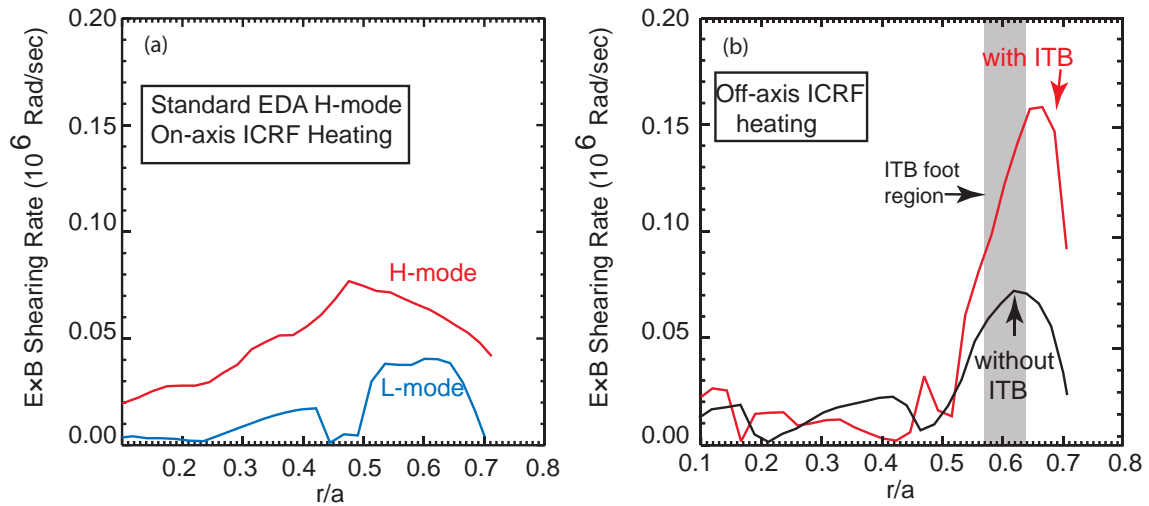 (a)
Standard EDA H-mode
On-axis ICRF Heating
H-mode
L-mode
0.20
0.15
0.10
0.05
0.00
ExB Shearing Rate (10⁶ Rad/sec)
0.2 0.3 0.4 0.5 0.6 0.7 0.8
r/a
(b)
with ITB
Off-axis ICRF
heating
ITB foot
region
without
ITB
0.20
0.15
0.10
0.05
0.00
ExB Shearing Rate (10⁶ Rad/sec)
0.1 0.2 0.3 0.4 0.5 0.6 0.7 0.8
r/a